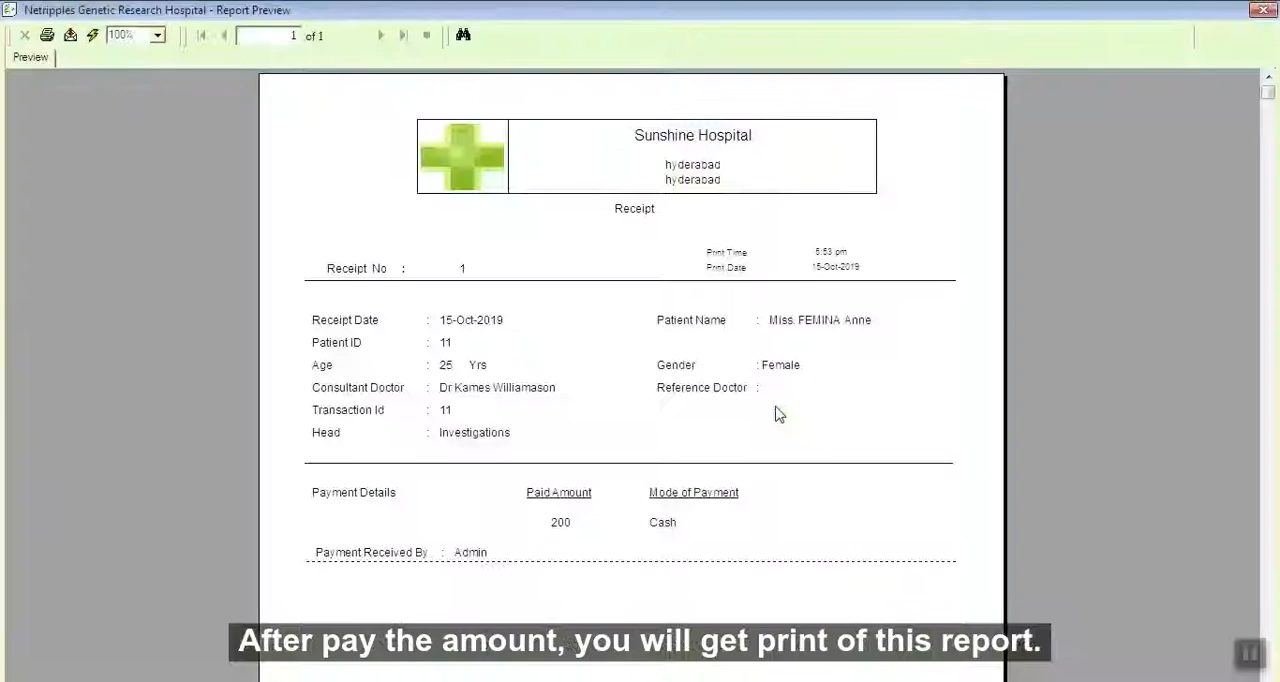 Netripples Genetic Research Hospital - Report Preview
100%
1 of 1
Preview
Sunshine Hospital
hyderabad
hyderabad
Receipt
Print Time 5:53 pm
Receipt No : 1 Print Date 15-Oct-2019
Receipt Date : 15-Oct-2019 Patient Name : Miss. FEMINA Anne
Patient ID : 11
Age : 25 Yrs Gender : Female
Consultant Doctor : Dr Kames Williamason Reference Doctor :
Transaction Id : 11
Head : Investigations
Payment Details Paid Amount Mode of Payment
200 Cash
Payment Received By : Admin
After pay the amount, you will get print of this report.